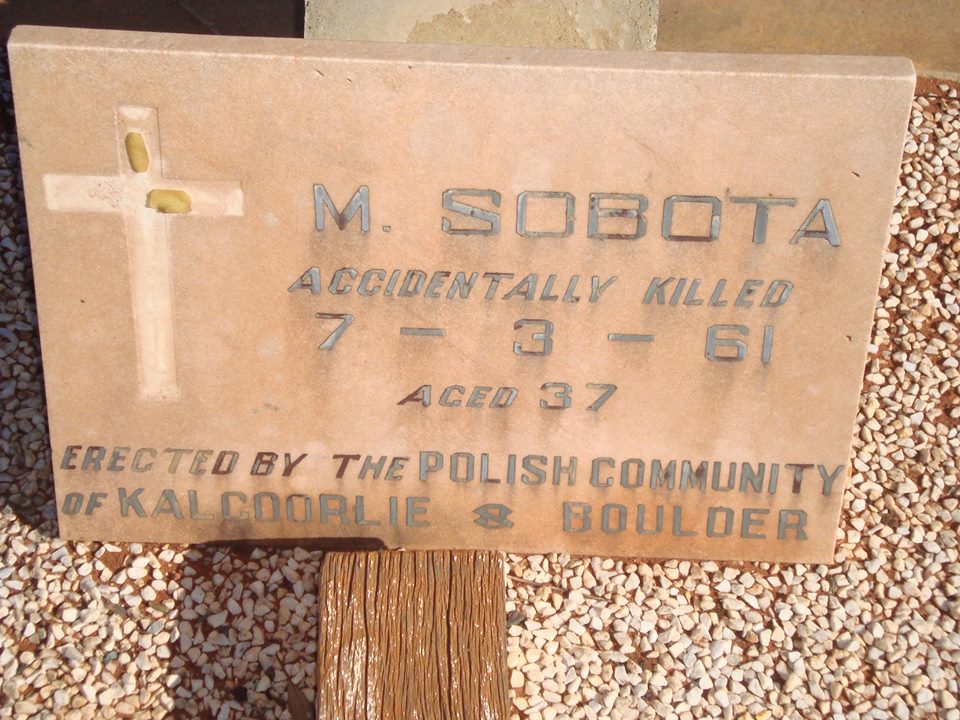 M. SOBOTA
ACCIDENTALLY KILLED
7 - 3 - 61
AGED 37
ERECTED BY THE POLISH COMMUNITY
OF KALGOORLIE & BOULDER